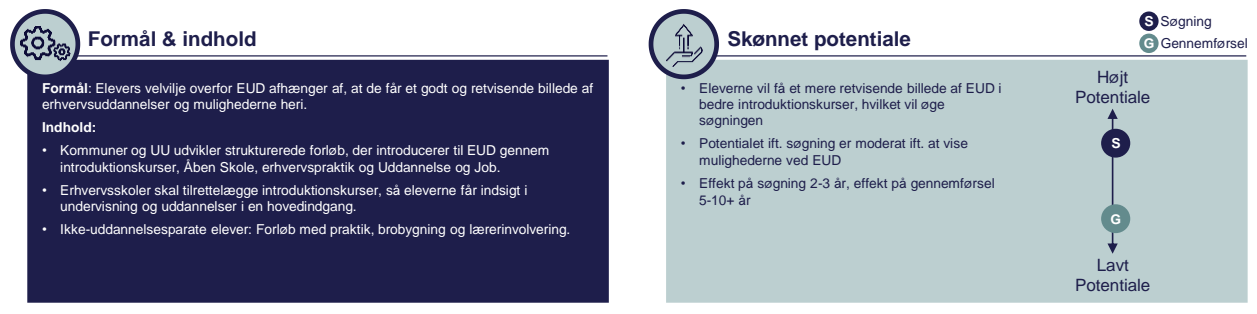 Formål & indhold
Formål: Elevers velvilje overfor EUD afhænger af, at de får et godt og retvisende billede af
erhvervsuddannelser og mulighederne heri.
Indhold:
• Kommuner og UU udvikler strukturerede forløb, der introducerer til EUD gennem
introduktionskurser, Åben Skole, erhvervspraktik og Uddannelse og Job.
• Erhvervsskoler skal tilrettelægge introduktionskurser, så eleverne får indsigt i
undervisning og uddannelser i en hovedindgang.
• Ikke-uddannelsesparate elever: Forløb med praktik, brobygning og lærerinvolvering.
Skønnet potentiale
S Søgning
G Gennemførsel
• Eleverne vil få et mere retvisende billede af EUD i
bedre introduktionskurser, hvilket vil øge
søgningen
• Potentialet ift. søgning er moderat ift. at vise
mulighederne ved EUD
• Effekt på søgning 2-3 år, effekt på gennemførsel
5-10+ år
Højt
Potentiale
S
G
Lavt
Potentiale